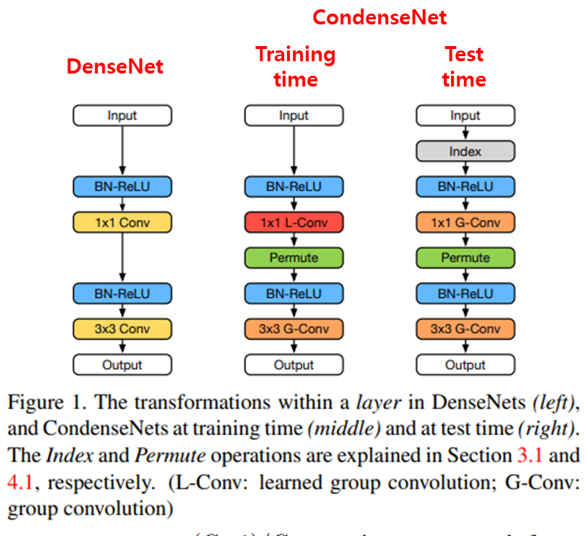 CondenseNet
DenseNet
Training
time
Test
time
Input
BN-ReLU
1x1 Conv
BN-ReLU
3x3 Conv
Output
Input
BN-ReLU
1x1 L-Conv
Permute
BN-ReLU
3x3 G-Conv
Output
Input
Index
BN-ReLU
1x1 G-Conv
Permute
BN-ReLU
3x3 G-Conv
Output
Figure 1. The transformations within a layer in DenseNets (left),
and CondenseNets at training time (middle) and at test time (right).
The Index and Permute operations are explained in Section 3.1 and
4.1, respectively. (L-Conv: learned group convolution; G-Conv:
group convolution)